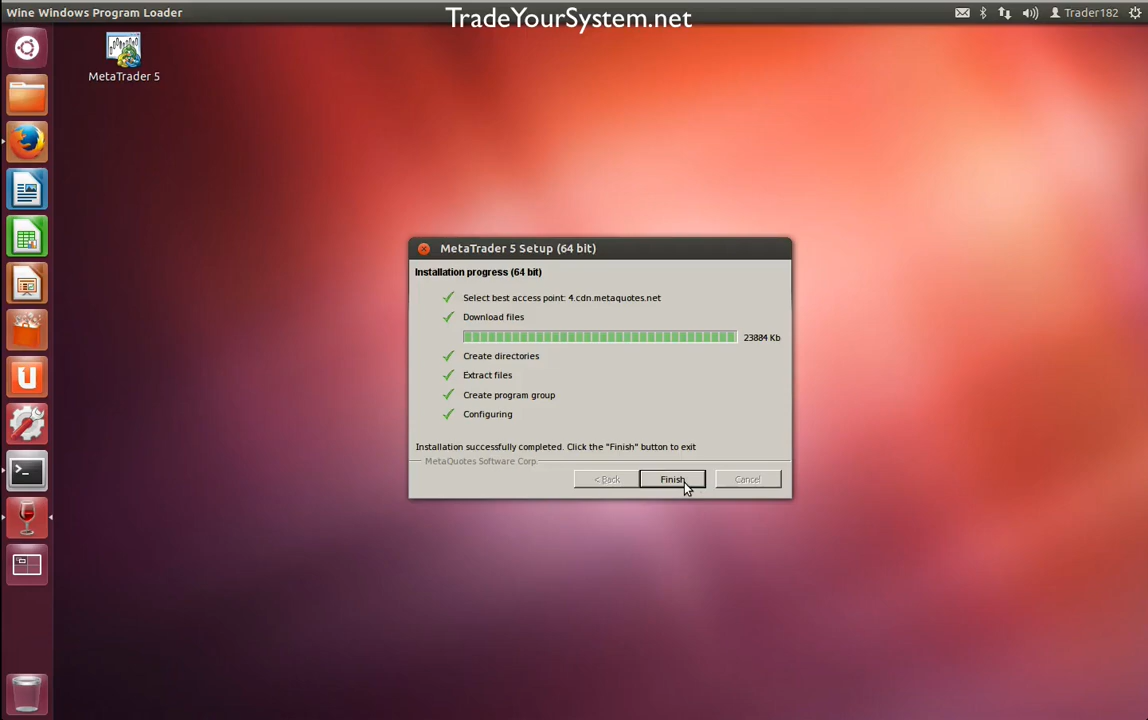 Wine Windows Program Loader
TradeYourSystem.net
Trader182
MetaTrader 5
MetaTrader 5 Setup (64 bit)
Installation progress (64 bit)
Select best access point: 4.cdn.metaquotes.net
Download files
Kb
Create directories
Extract files
Create program group
Configuring
Installation successfully completed. Click the "Finish" button to exit
MetaQuotes Software Corp.
< Back
Finish
Cancel